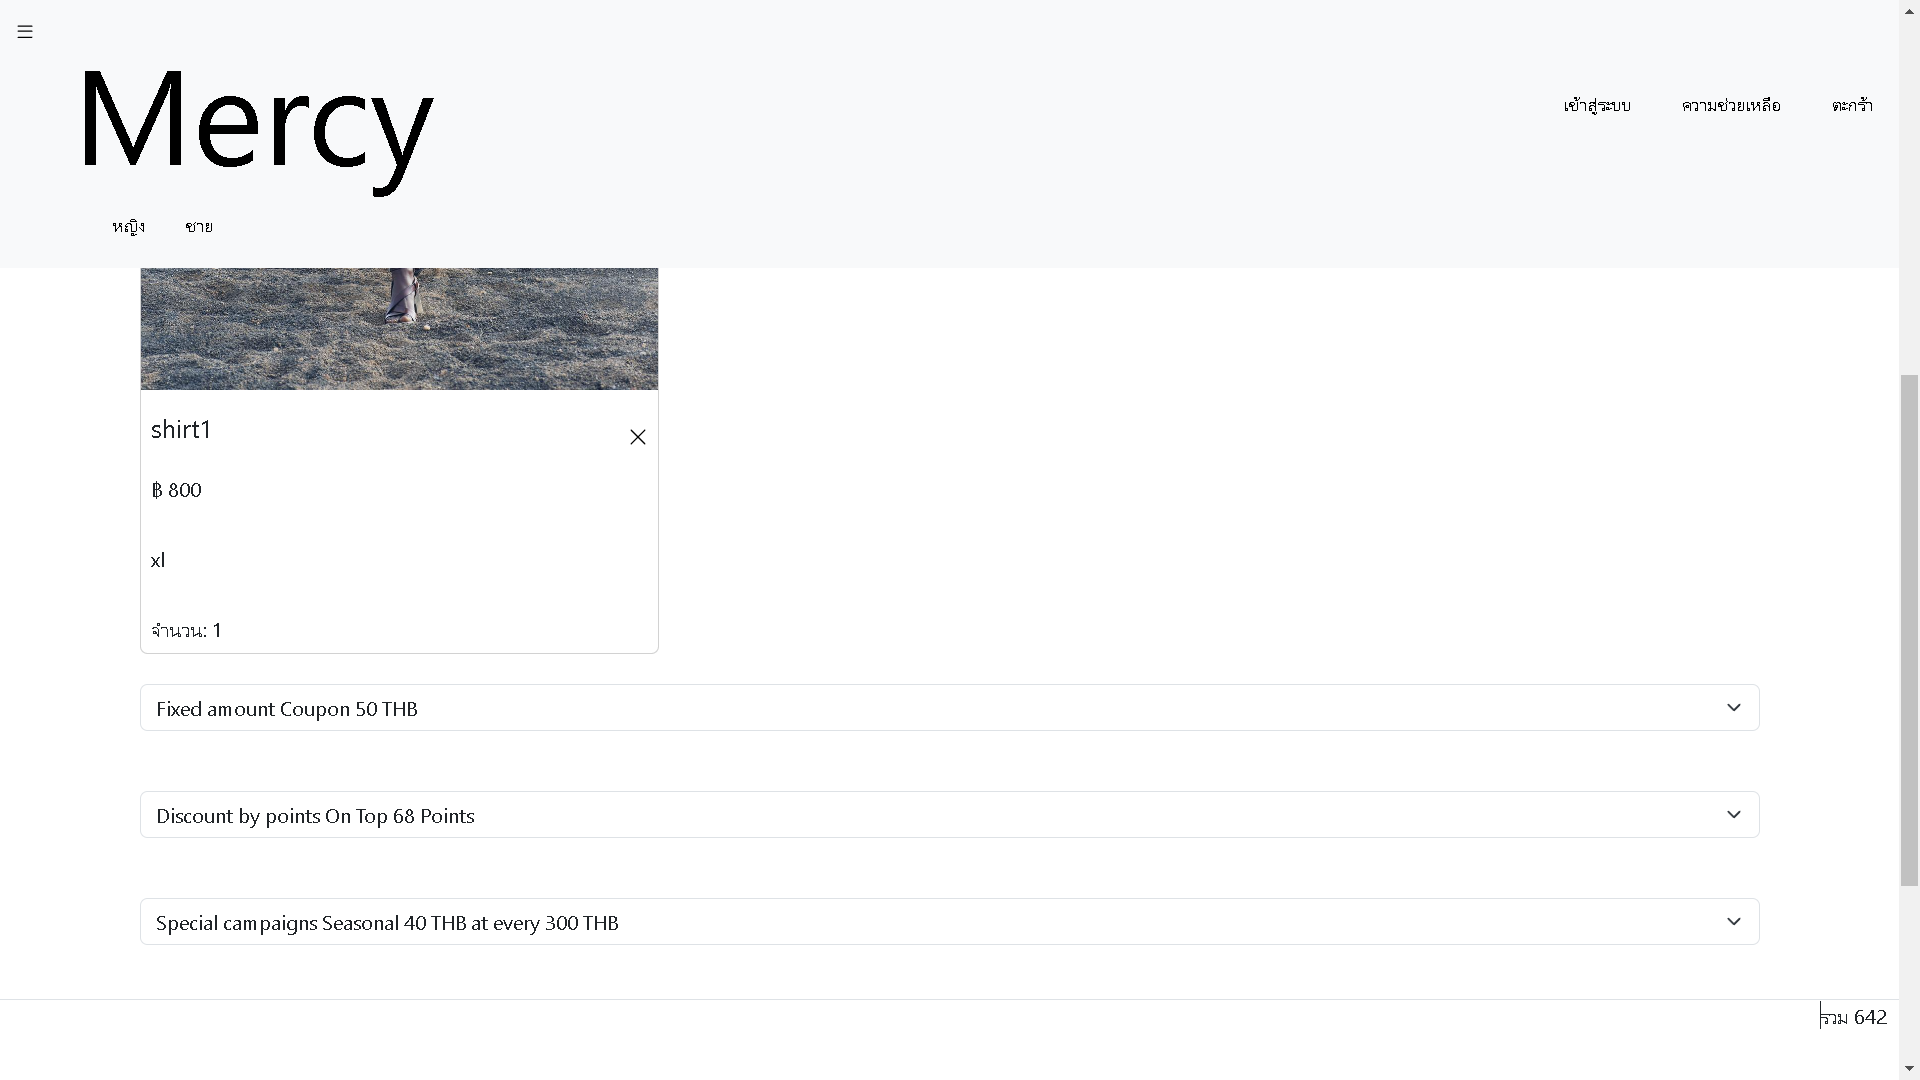 Mercy
เข้าสู่ระบบ ความช่วยเหลือ ตะกร้า
หญิง ชาย
shirt1
฿ 800
xl
จำนวน: 1
Fixed amount Coupon 50 THB
Discount by points On Top 68 Points
Special campaigns Seasonal 40 THB at every 300 THB
รวม 642